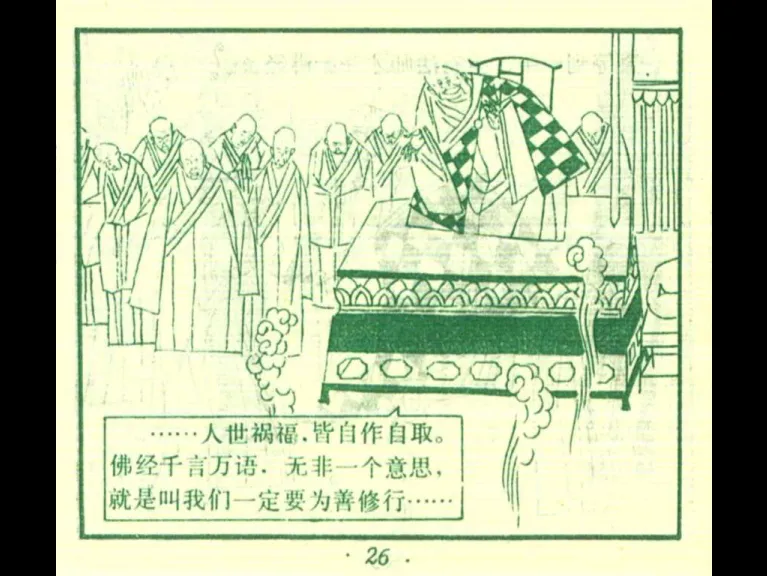 ……人世祸福，皆自作自取。
佛经千言万语，无非一个意思，
就是叫我们一定要为善修行……
· 26 ·